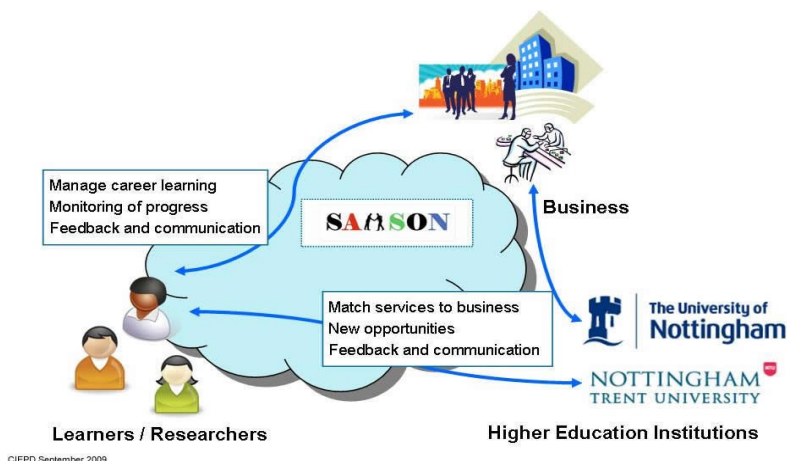 Manage career learning
Monitoring of progress
Feedback and communication
SAMSON
Business
Match services to business
New opportunities
Feedback and communication
The University of
Nottingham
NOTTINGHAM
TRENT UNIVERSITY
NTU
Learners / Researchers
Higher Education Institutions
CIEPD September 2009